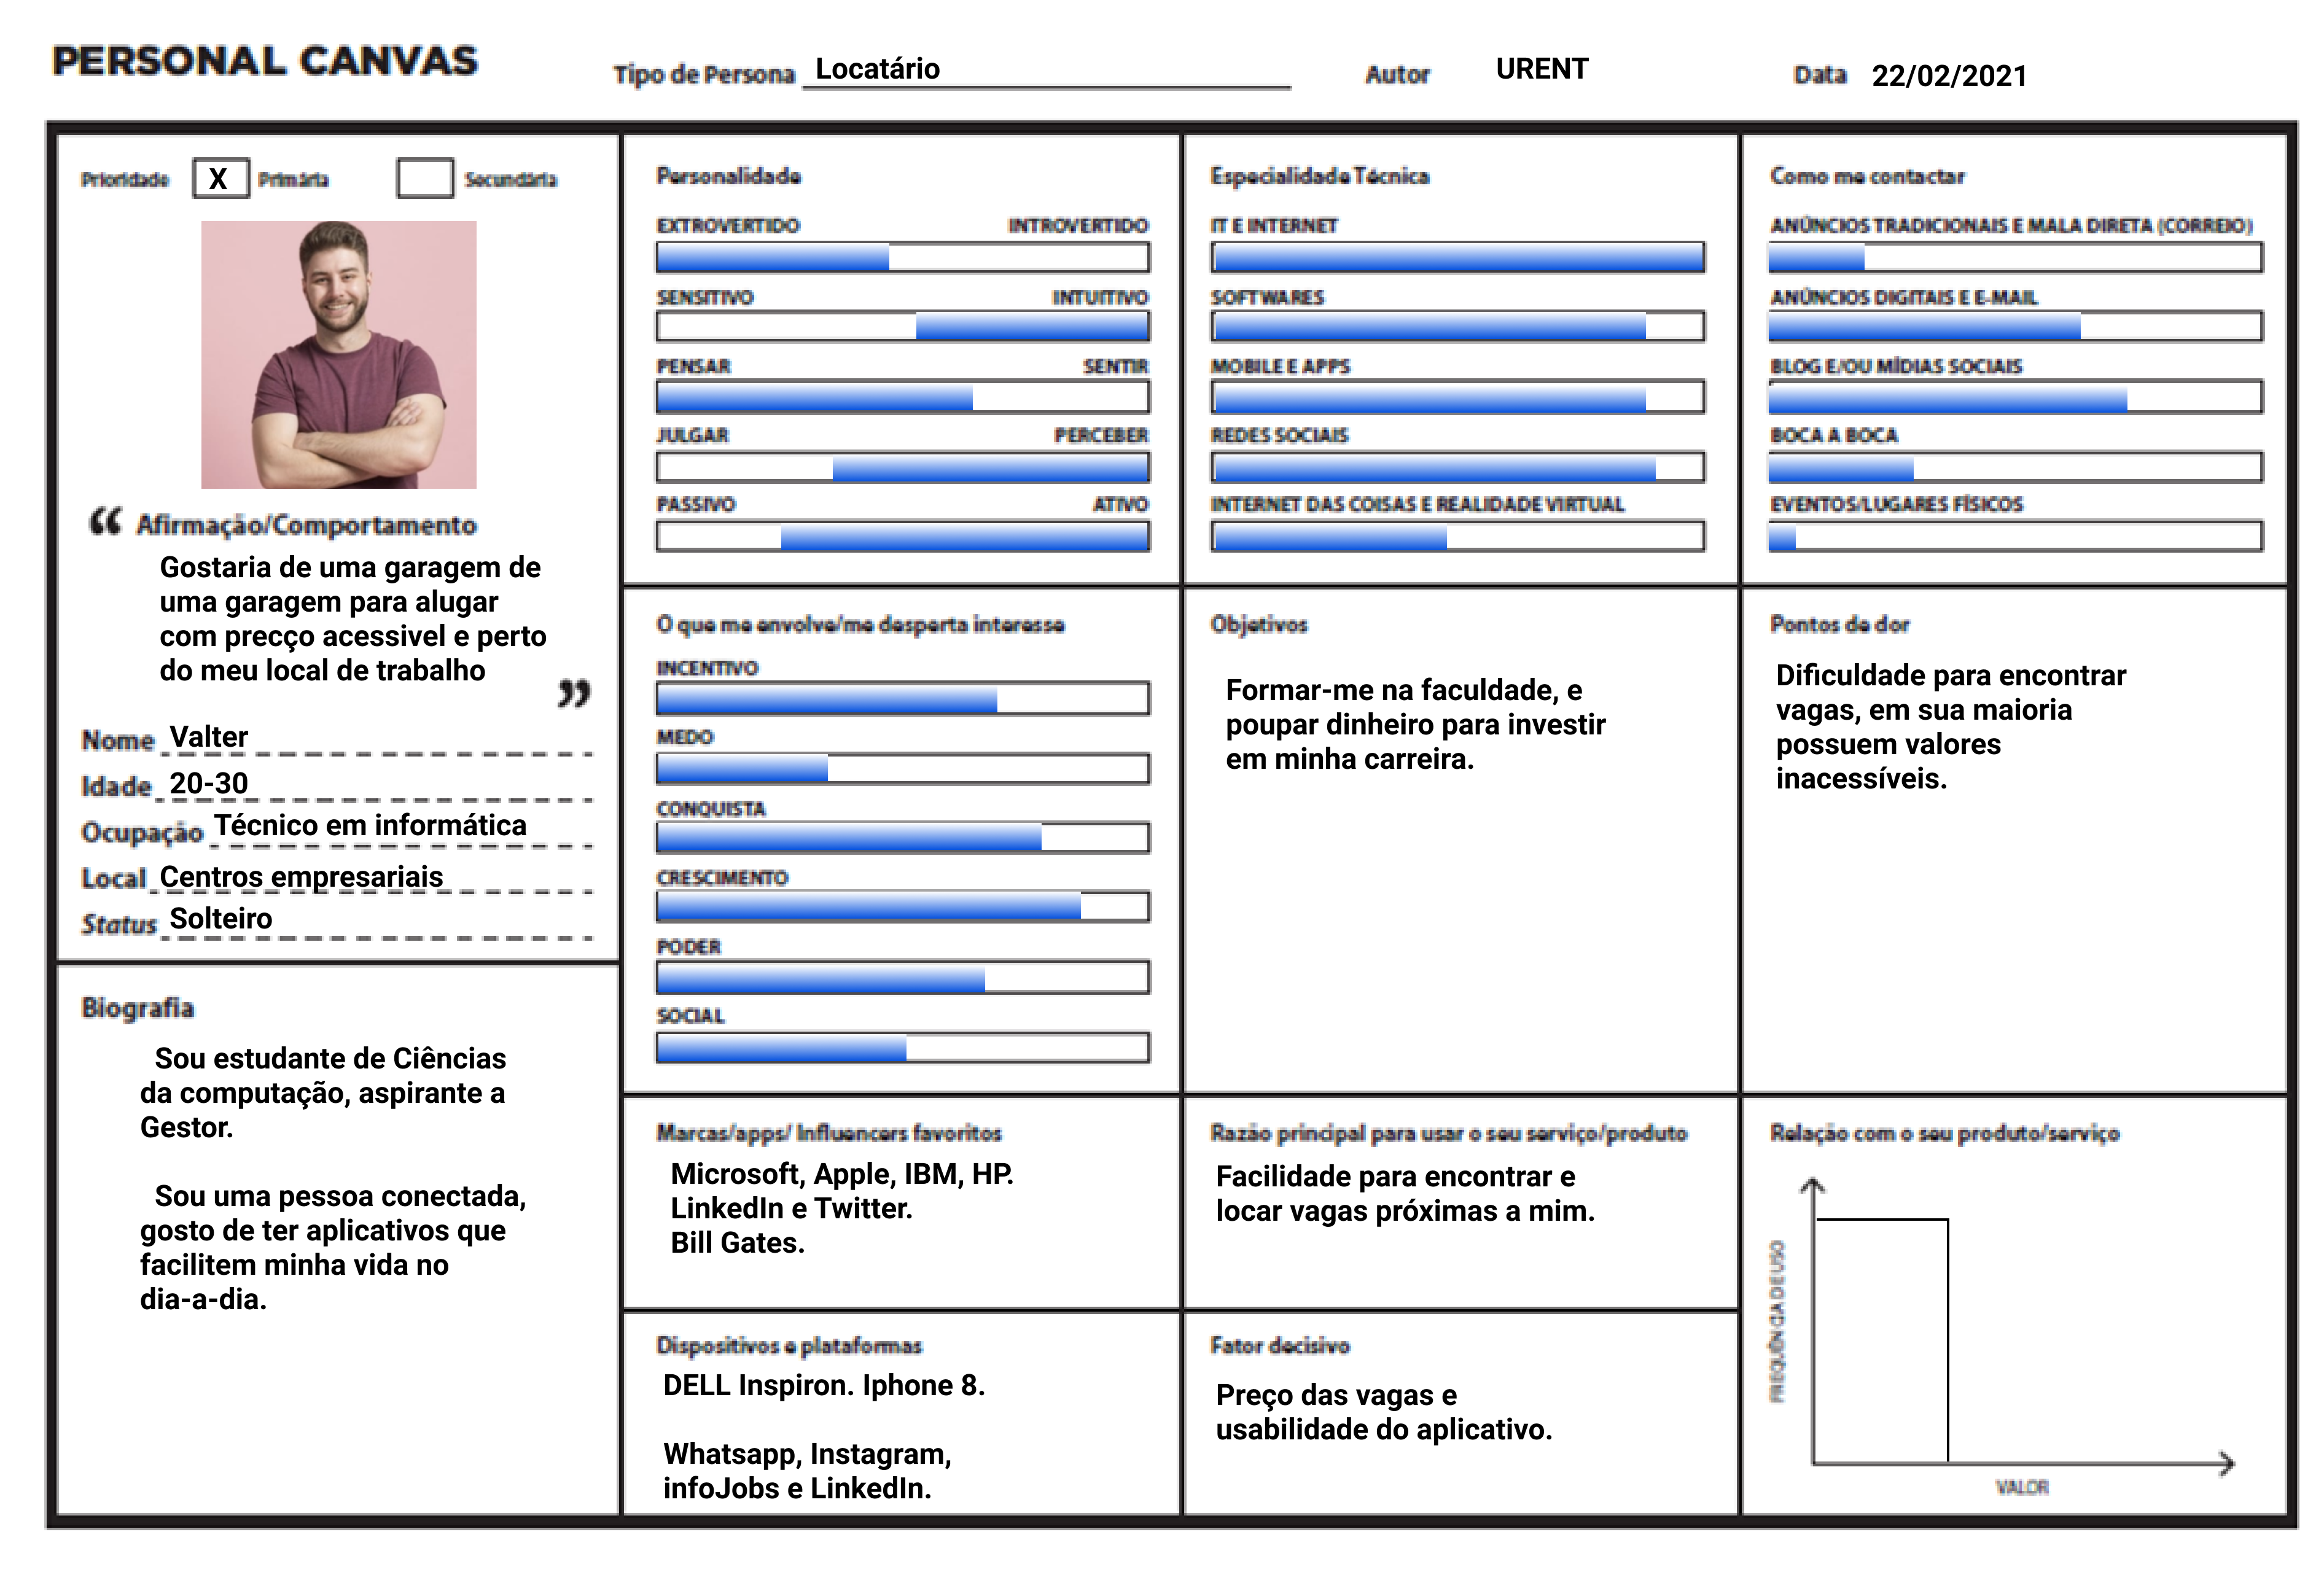 PERSONAL CANVAS
Tipo de Persona Locatário
Autor URENT
Data 22/02/2021
Prioridade X Primária Secundária
“ Afirmação/Comportamento
Gostaria de uma garagem de
uma garagem para alugar
com precço acessivel e perto
do meu local de trabalho
”
Nome Valter
Idade 20-30
Ocupação Técnico em informática
Local Centros empresariais
Status Solteiro
Biografia
Sou estudante de Ciências
da computação, aspirante a
Gestor.
Sou uma pessoa conectada,
gosto de ter aplicativos que
facilitem minha vida no
dia-a-dia.
Personalidade
EXTROVERTIDO INTROVERTIDO
SENSITIVO INTUITIVO
PENSAR SENTIR
JULGAR PERCEBER
PASSIVO ATIVO
Especialidade Técnica
IT E INTERNET
SOFTWARES
MOBILE E APPS
REDES SOCIAIS
INTERNET DAS COISAS E REALIDADE VIRTUAL
Como me contactar
ANÚNCIOS TRADICIONAIS E MALA DIRETA (CORREIO)
ANÚNCIOS DIGITAIS E E-MAIL
BLOG E/OU MÍDIAS SOCIAIS
BOCA A BOCA
EVENTOS/LUGARES FÍSICOS
O que me envolve/me desperta interesse
INCENTIVO
MEDO
CONQUISTA
CRESCIMENTO
PODER
SOCIAL
Objetivos
Formar-me na faculdade, e
poupar dinheiro para investir
em minha carreira.
Pontos de dor
Dificuldade para encontrar
vagas, em sua maioria
possuem valores
inacessíveis.
Marcas/apps/ Influencers favoritos
Microsoft, Apple, IBM, HP.
LinkedIn e Twitter.
Bill Gates.
Razão principal para usar o seu serviço/produto
Facilidade para encontrar e
locar vagas próximas a mim.
Relação com o seu produto/serviço
FREQUÊNCIA DE USO
VALOR
Dispositivos e plataformas
DELL Inspiron. Iphone 8.
Whatsapp, Instagram,
infoJobs e LinkedIn.
Fator decisivo
Preço das vagas e
usabilidade do aplicativo.